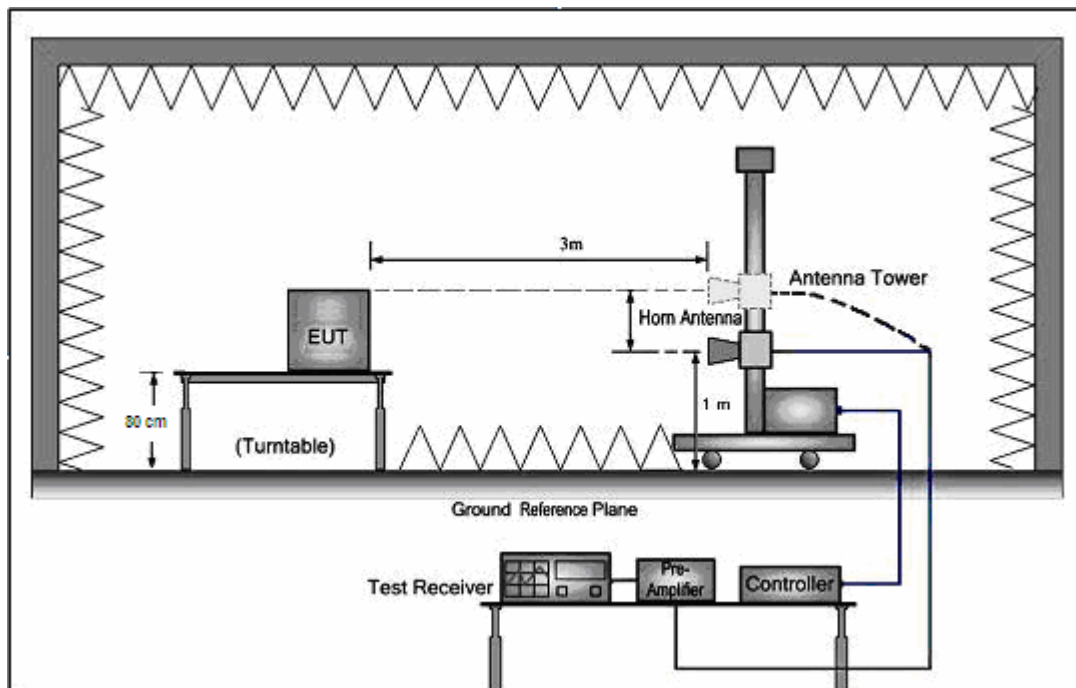 3m
Antenna Tower
Horn Antenna
EUT
1 m
80 cm
(Turntable)
Ground Reference Plane
Test Receiver
Pre-
Amplifier
Controller